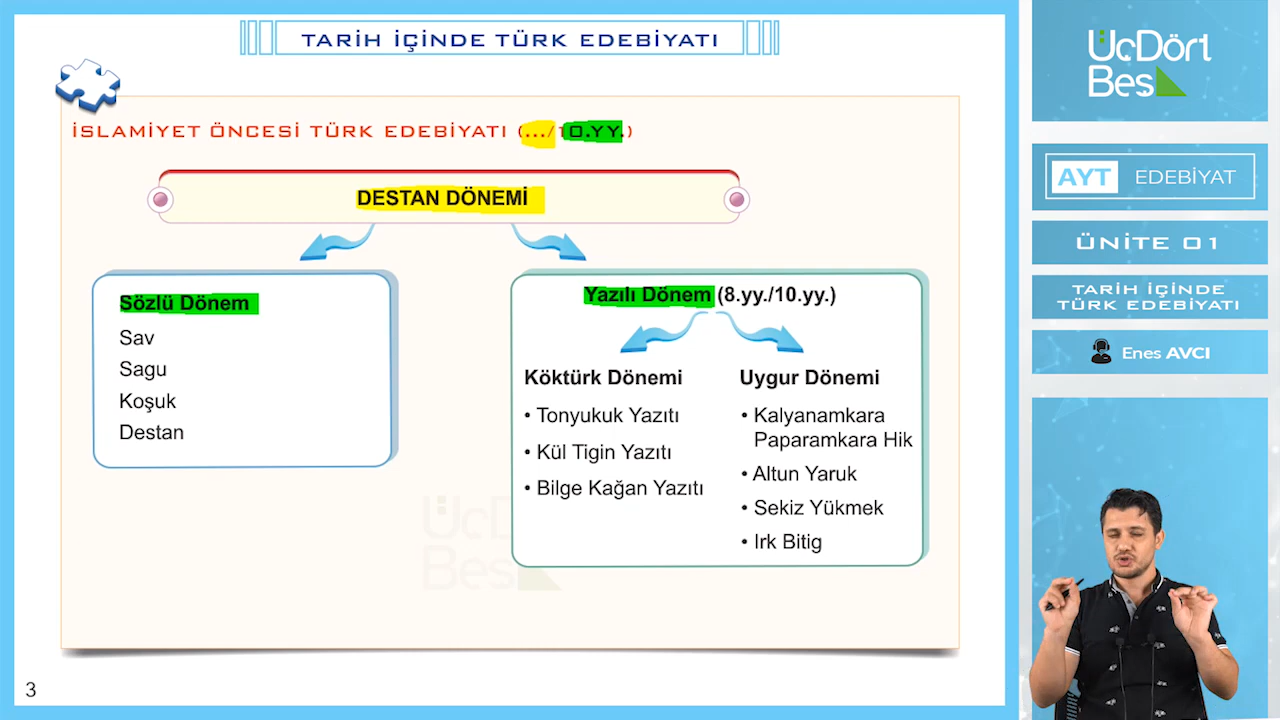 TARİH İÇİNDE TÜRK EDEBİYATI
İSLAMİYET ÖNCESİ TÜRK EDEBİYATI (.../10.YY.)
DESTAN DÖNEMİ
Sözlü Dönem
Sav
Sagu
Koşuk
Destan
Yazılı Dönem (8.yy./10.yy.)
Köktürk Dönemi
• Tonyukuk Yazıtı
• Kül Tigin Yazıtı
• Bilge Kağan Yazıtı
Uygur Dönemi
• Kalyanamkara
Paparamkara Hik
• Altun Yaruk
• Sekiz Yükmek
• Irk Bitig
ÜçDört
Beş
3
ÜçDört
Beş
AYT EDEBİYAT
ÜNİTE 01
TARİH İÇİNDE
TÜRK EDEBİYATI
Enes AVCI